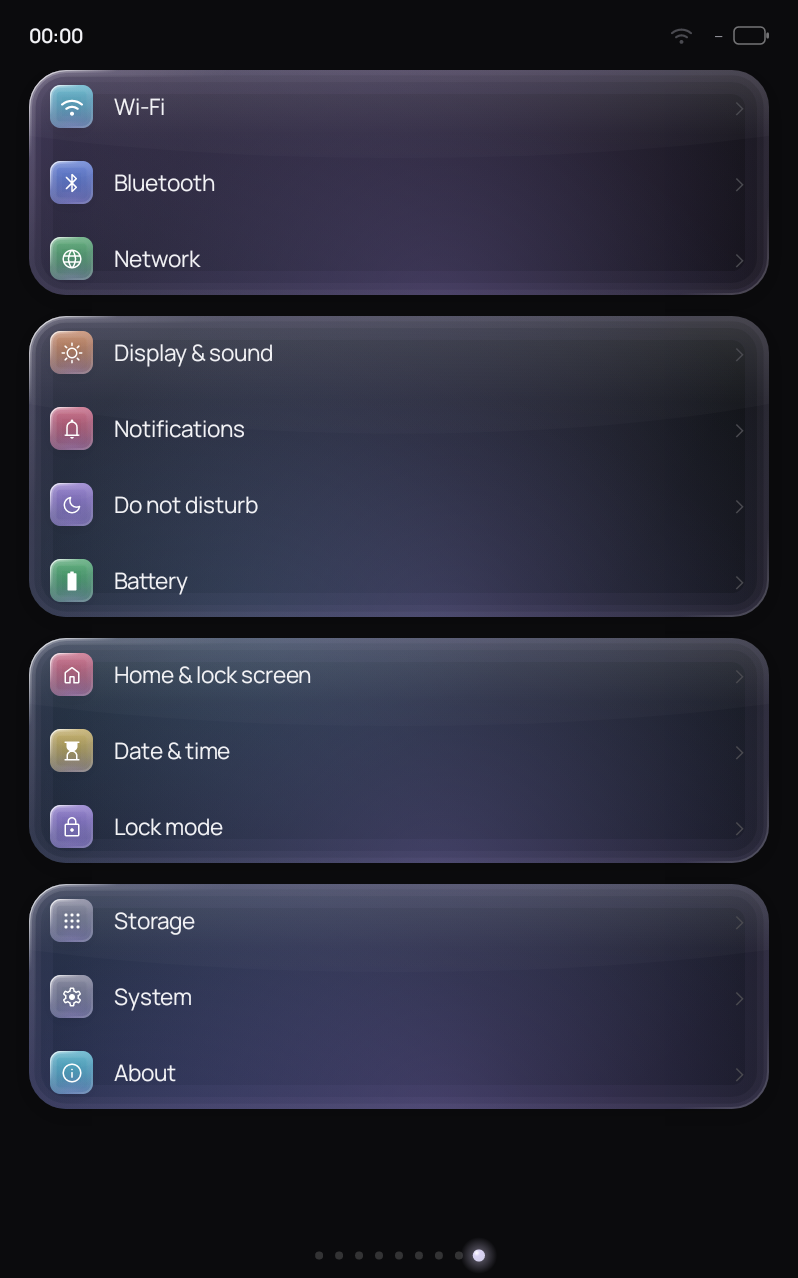 00:00
–
Wi-Fi
Bluetooth
Network
Display & sound
Notifications
Do not disturb
Battery
Home & lock screen
Date & time
Lock mode
Storage
System
About